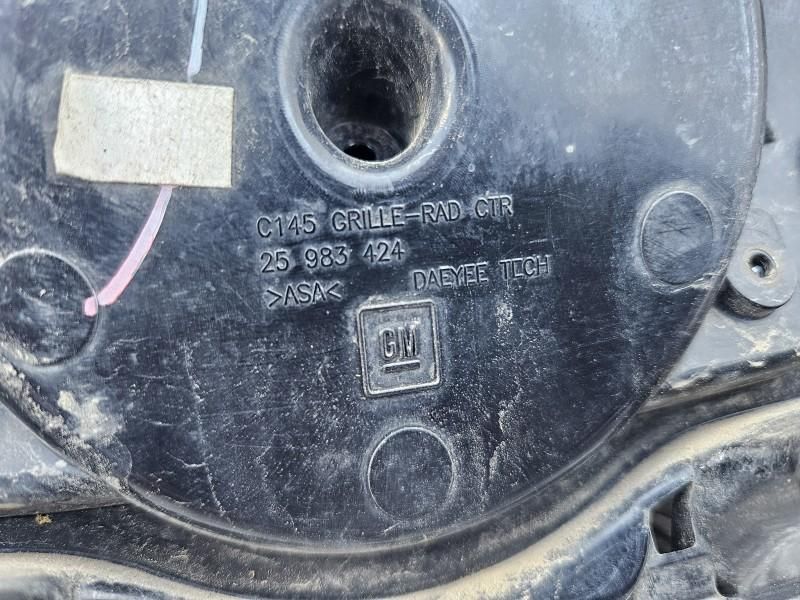 C145 GRILLE-RAD CTR
25 983 424
>ASA< DAEYEE TECH
GM